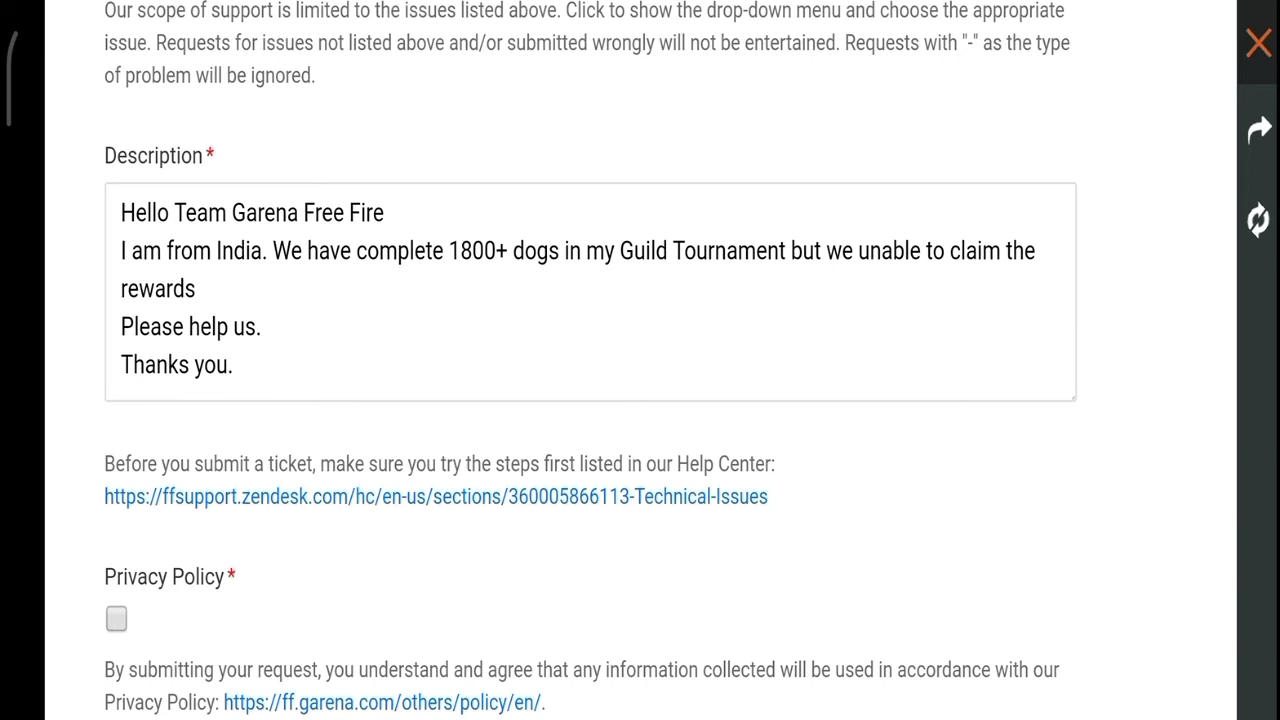 Our scope of support is limited to the issues listed above. Click to show the drop-down menu and choose the appropriate
issue. Requests for issues not listed above and/or submitted wrongly will not be entertained. Requests with "-" as the type
of problem will be ignored.
Description*
Hello Team Garena Free Fire
I am from India. We have complete 1800+ dogs in my Guild Tournament but we unable to claim the
rewards
Please help us.
Thanks you.
Before you submit a ticket, make sure you try the steps first listed in our Help Center:
https://ffsupport.zendesk.com/hc/en-us/sections/360005866113-Technical-Issues
Privacy Policy*
By submitting your request, you understand and agree that any information collected will be used in accordance with our
Privacy Policy: https://ff.garena.com/others/policy/en/.